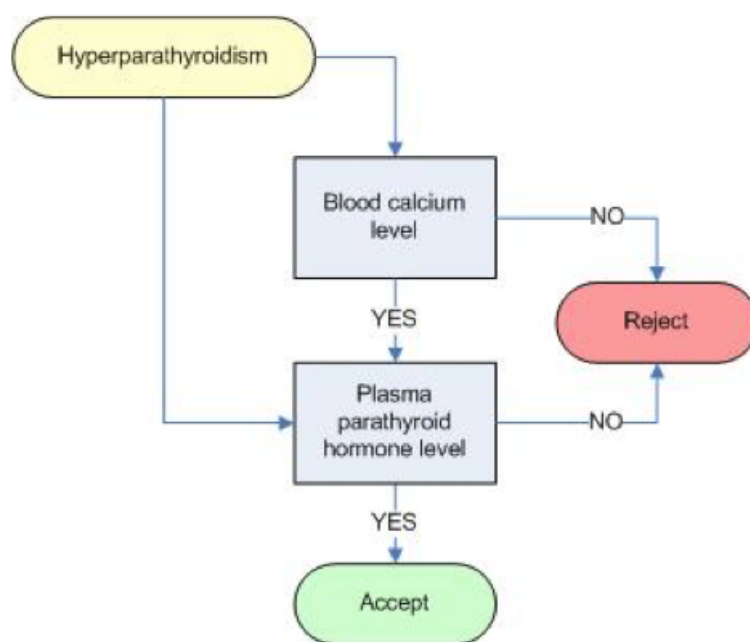 Hyperparathyroidism
Blood calcium
level
NO
YES
Reject
Plasma
parathyroid
hormone level
NO
YES
Accept